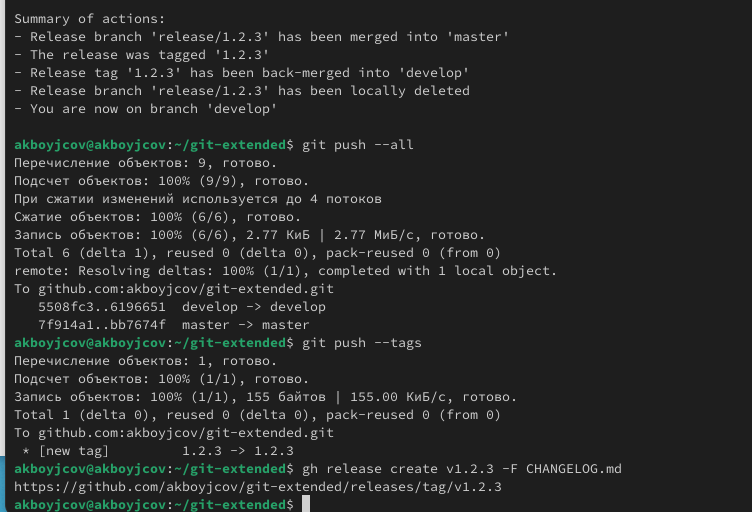 Summary of actions:
- Release branch 'release/1.2.3' has been merged into 'master'
- The release was tagged '1.2.3'
- Release tag '1.2.3' has been back-merged into 'develop'
- Release branch 'release/1.2.3' has been locally deleted
- You are now on branch 'develop'
akboyjcov@akboyjcov:~/git-extended$ git push --all
Перечисление объектов: 9, готово.
Подсчет объектов: 100% (9/9), готово.
При сжатии изменений используется до 4 потоков
Сжатие объектов: 100% (6/6), готово.
Запись объектов: 100% (6/6), 2.77 КиБ | 2.77 МиБ/с, готово.
Total 6 (delta 1), reused 0 (delta 0), pack-reused 0 (from 0)
remote: Resolving deltas: 100% (1/1), completed with 1 local object.
To github.com:akboyjcov/git-extended.git
   5508fc3..6196651  develop -> develop
   7f914a1..bb7674f  master -> master
akboyjcov@akboyjcov:~/git-extended$ git push --tags
Перечисление объектов: 1, готово.
Подсчет объектов: 100% (1/1), готово.
Запись объектов: 100% (1/1), 155 байтов | 155.00 КиБ/с, готово.
Total 1 (delta 0), reused 0 (delta 0), pack-reused 0 (from 0)
To github.com:akboyjcov/git-extended.git
 * [new tag]         1.2.3 -> 1.2.3
akboyjcov@akboyjcov:~/git-extended$ gh release create v1.2.3 -F CHANGELOG.md
https://github.com/akboyjcov/git-extended/releases/tag/v1.2.3
akboyjcov@akboyjcov:~/git-extended$